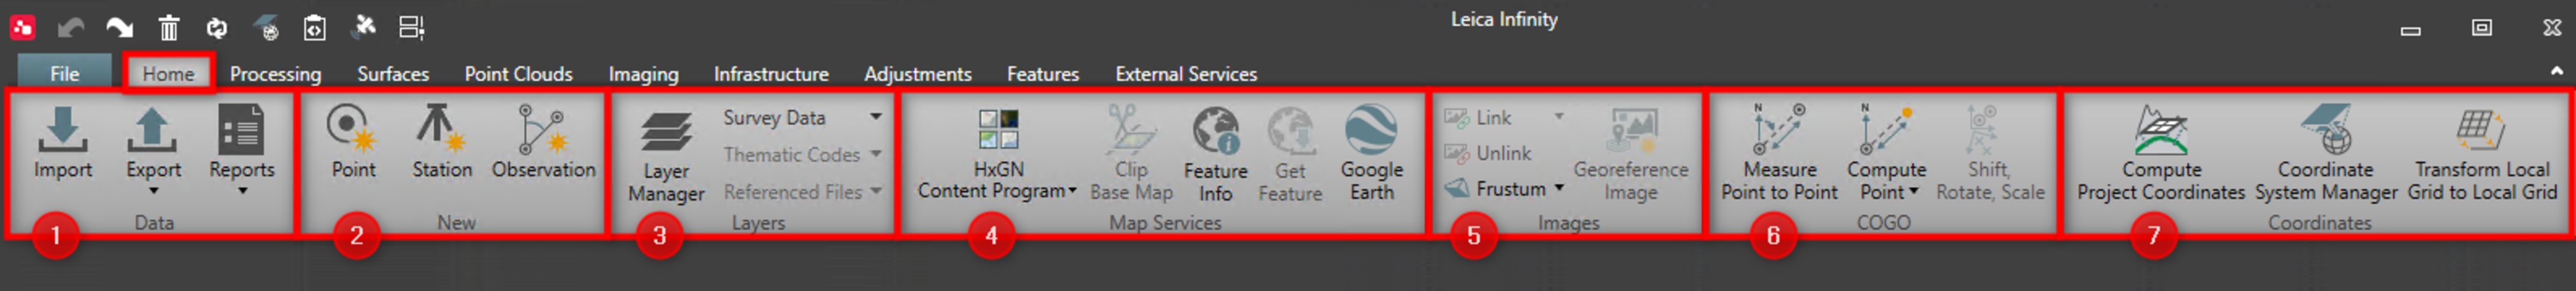 Leica Infinity
File Home Processing Surfaces Point Clouds Imaging Infrastructure Adjustments Features External Services
Import
Export
Reports
Data
1
Point
Station
Observation
New
2
Layer
Manager
Survey Data
Thematic Codes
Referenced Files
Layers
3
HxGN
Content Program
Clip
Base Map
Feature
Info
Get
Feature
Google
Earth
Map Services
4
Link
Unlink
Frustum
Georeference
Image
Images
5
N
Measure
Point to Point
N
Compute
Point
Shift,
Rotate, Scale
COGO
6
Compute
Project Coordinates
Coordinate
System Manager
Transform Local
Grid to Local Grid
Coordinates
7